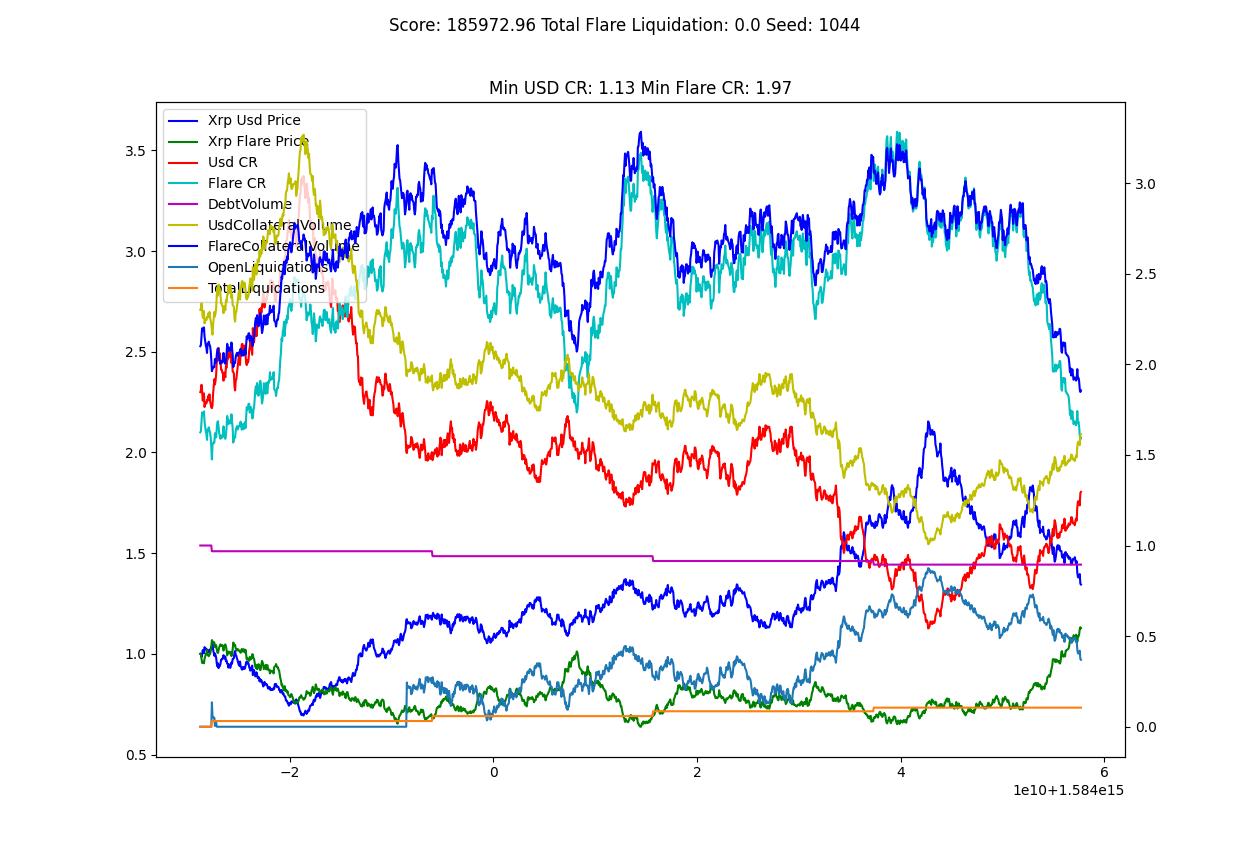 Score: 185972.96 Total Flare Liquidation: 0.0 Seed: 1044
Min USD CR: 1.13 Min Flare CR: 1.97
Xrp Usd Price
Xrp Flare Price
Usd CR
Flare CR
DebtVolume
UsdCollateralVolume
FlareCollateralVolume
OpenLiquidations
TotalLiquidations
3.5
3.0
2.5
2.0
1.5
1.0
0.5
3.0
2.5
2.0
1.5
1.0
0.5
0.0
−2
0
2
4
6
1e10+1.584e15